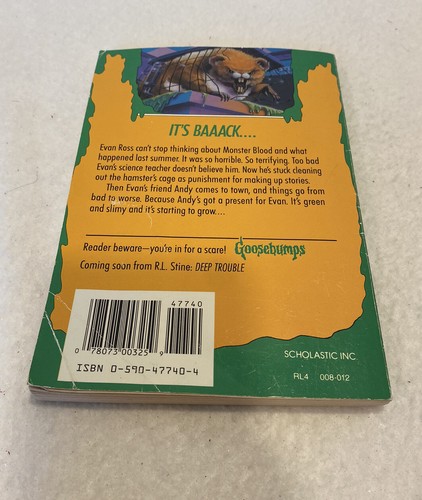 IT'S BAAACK....
Evan Ross can't stop thinking about Monster Blood and what
happened last summer. It was so horrible. So terrifying. Too bad
Evan's science teacher doesn't believe him. Now he's stuck cleaning
out the hamster's cage as punishment for making up stories.
Then Evan's friend Andy comes to town, and things go from
bad to worse. Because Andy's got a present for Evan. It's green
and slimy and it's starting to grow....
Reader beware—you're in for a scare! Goosebumps
Coming soon from R.L. Stine: DEEP TROUBLE
47740
0 78073 00325 9
ISBN 0-590-47740-4
SCHOLASTIC INC.
RL4 008-012